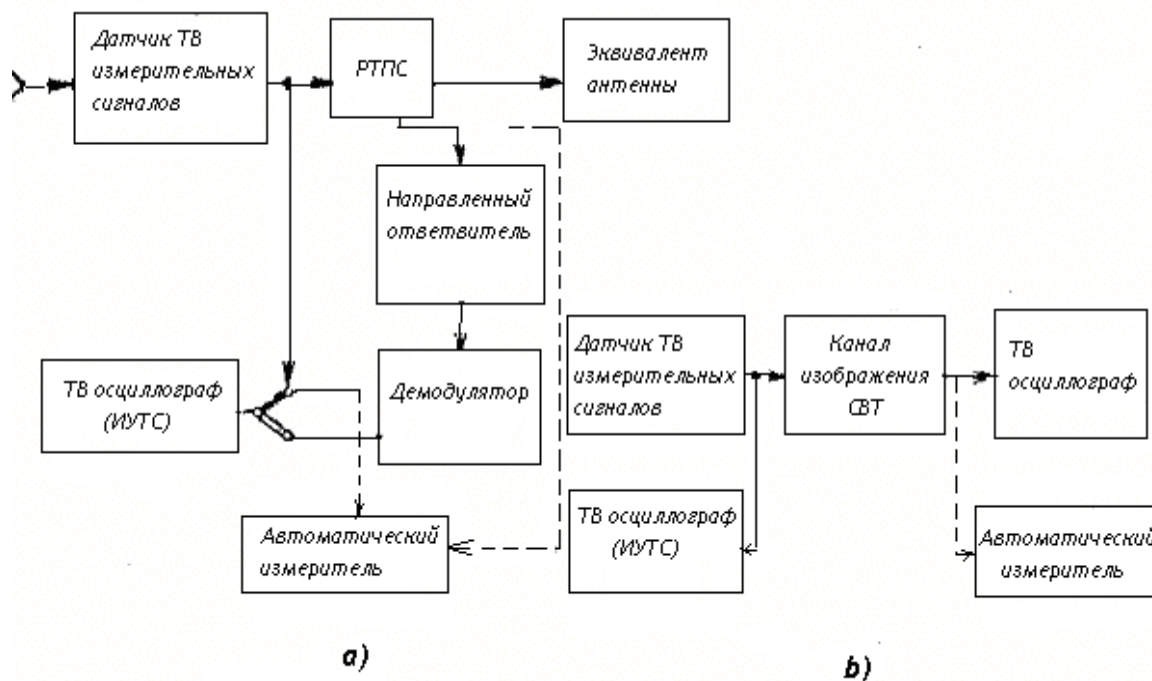 Датчик ТВ
измерительных
сигналов
РТПС
Эквивалент
антенны
Направленный
ответвитель
ТВ осциллограф
(ИУТС)
Демодулятор
Автоматический
измеритель
а)
Датчик ТВ
измерительных
сигналов
Канал
изображения
СВТ
ТВ
осциллограф
ТВ осциллограф
(ИУТС)
Автоматический
измеритель
b)